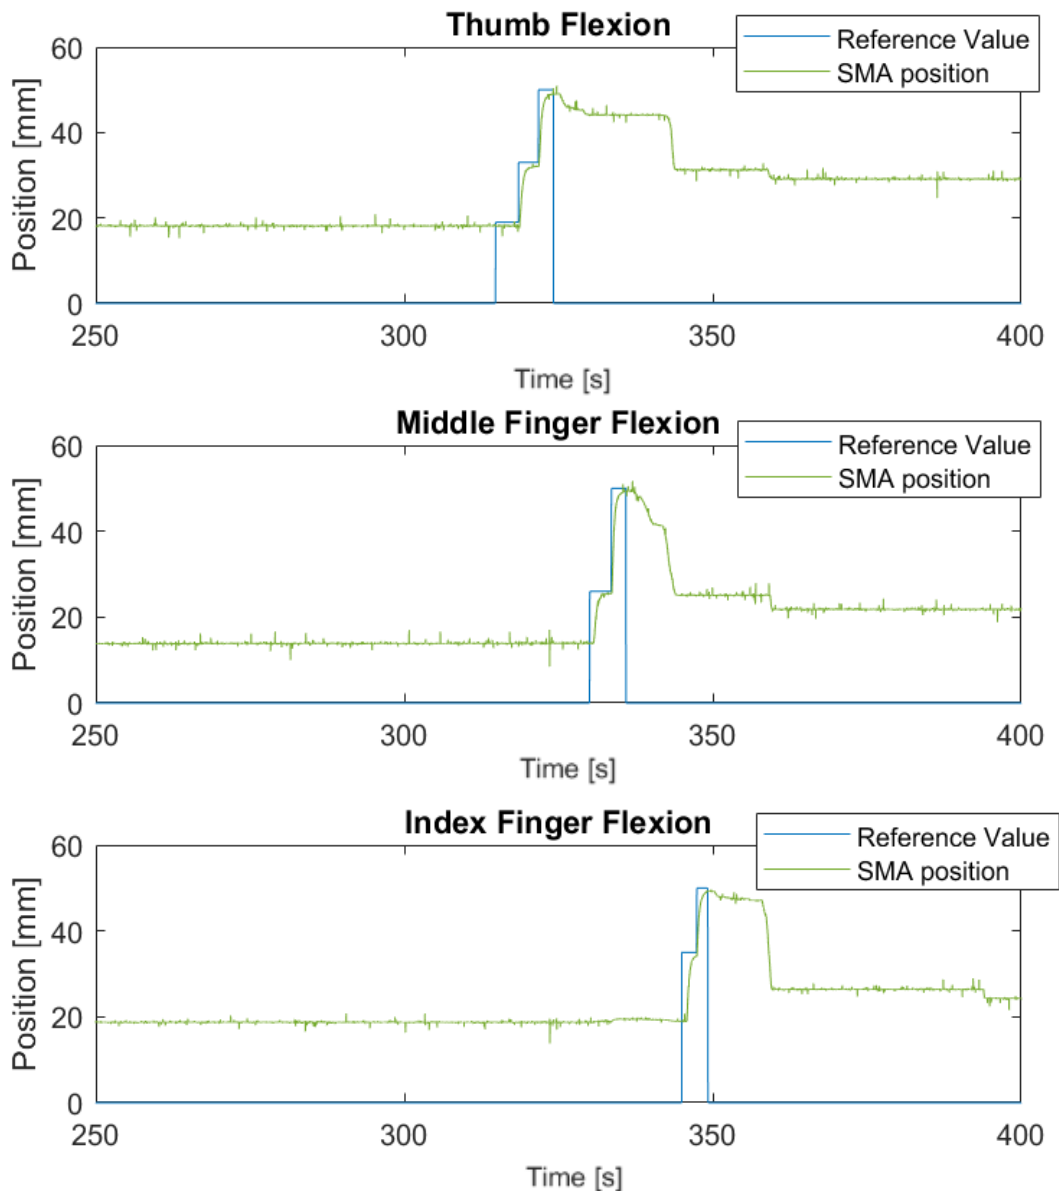 Thumb Flexion
Reference Value
SMA position
Position [mm]
60
40
20
0
250
300
350
400
Time [s]
Middle Finger Flexion
Reference Value
SMA position
Position [mm]
60
40
20
0
250
300
350
400
Time [s]
Index Finger Flexion
Reference Value
SMA position
Position [mm]
60
40
20
0
250
300
350
400
Time [s]